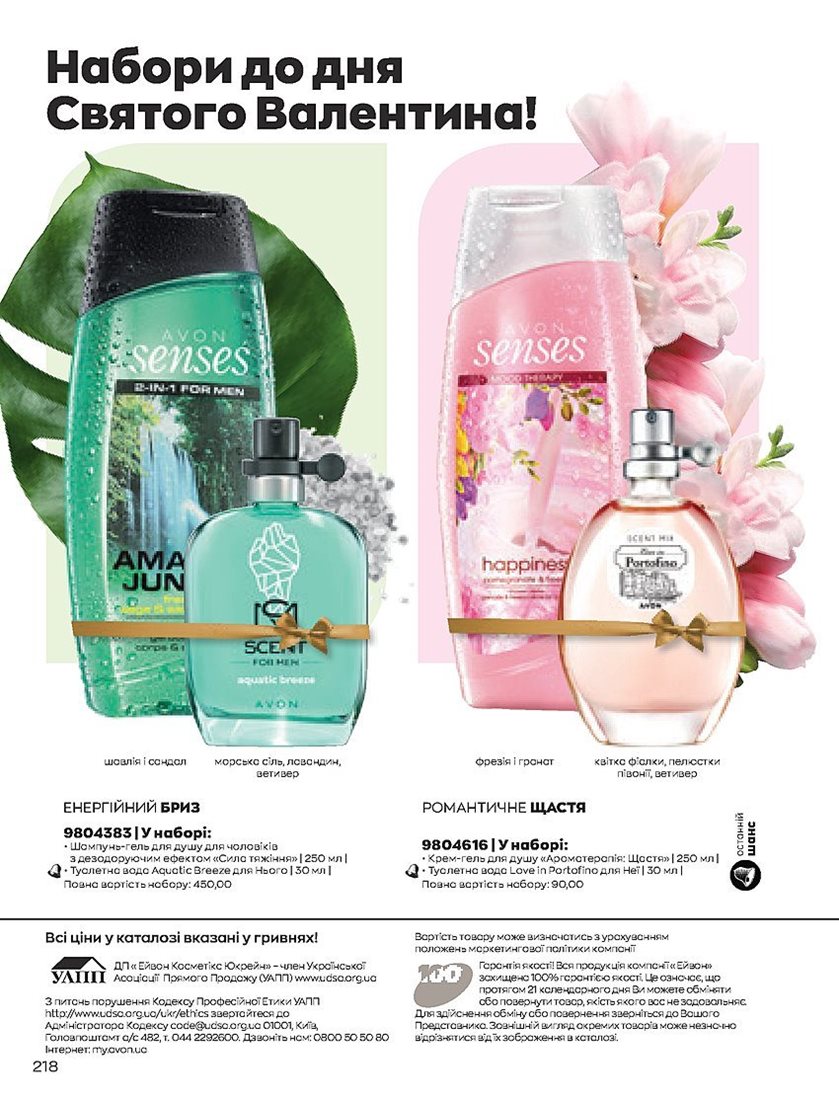 Набори до дня
Святого Валентина!
AVON
senses
2-IN-1 FOR MEN
AMA
JUN
SCENT
FOR MEN
aquatic breeze
AVON
AVON
senses
MOOD THERAPY
happiness
SCENT MIX
Love in
Portofino
AVON
шавлія і сандал
морська сіль, лавандин,
ветивер
фрезія і гранат
квітка фіалки, пелюстки
півонії, ветивер
ЕНЕРГІЙНИЙ БРИЗ
9804383 | У наборі:
• Шампунь-гель для душу для чоловіків
з дезодоруючим ефектом «Сила тяжіння» | 250 мл |
• Туалетна вода Aquatic Breeze для Нього | 30 мл |
Повна вартість набору: 450,00
РОМАНТИЧНЕ ЩАСТЯ
9804616 | У наборі:
• Крем-гель для душу «Ароматерапія: Щастя» | 250 мл |
• Туалетна вода Love in Portofino для Неї | 30 мл |
Повна вартість набору: 90,00
останній
шанс
Всі ціни у каталозі вказані у гривнях!
УАПП
ДП « Ейвон Косметікс Юкрейн» – член Української
Асоціації Прямого Продажу (УАПП) www.udsa.org.ua
З питань порушення Кодексу Професійної Етики УАПП
http://www.udsa.org.ua/ukr/ethics звертайтеся до
Адміністратора Кодексу code@udsa.org.ua 01001, Київ,
Головпоштамт а/с 482, т. 044 2292600. Дзвоніть нам: 0800 50 50 80
Інтернет: my.avon.ua
Вартість товару може визначатись з урахуванням
положень маркетингової політики компанії
100
Гарантія якості! Вся продукція компанії « Ейвон»
захищена 100% гарантією якості. Це означає, що
протягом 21 календарного дня Ви можете обміняти
або повернути товар, якість якого вас не задовольняє.
Для здійснення обміну або повернення зверніться до Вашого
Представника. Зовнішній вигляд окремих товарів може незначно
відрізнятися від їх зображення в каталозі.
218